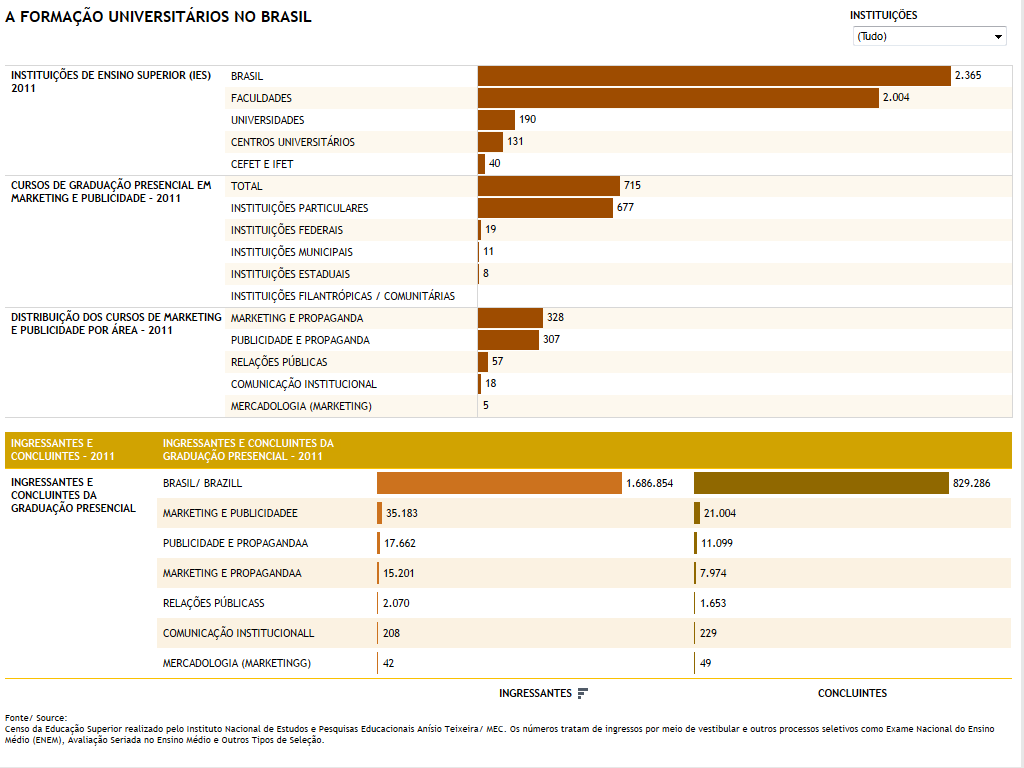 A FORMAÇÃO UNIVERSITÁRIOS NO BRASIL
INSTITUIÇÕES
(Tudo)
INSTITUIÇÕES DE ENSINO SUPERIOR (IES)
2011
BRASIL 2.365
FACULDADES 2.004
UNIVERSIDADES 190
CENTROS UNIVERSITÁRIOS 131
CEFET E IFET 40
CURSOS DE GRADUAÇÃO PRESENCIAL EM
MARKETING E PUBLICIDADE - 2011
TOTAL 715
INSTITUIÇÕES PARTICULARES 677
INSTITUIÇÕES FEDERAIS 19
INSTITUIÇÕES MUNICIPAIS 11
INSTITUIÇÕES ESTADUAIS 8
INSTITUIÇÕES FILANTRÓPICAS / COMUNITÁRIAS
DISTRIBUIÇÃO DOS CURSOS DE MARKETING
E PUBLICIDADE POR ÁREA - 2011
MARKETING E PROPAGANDA 328
PUBLICIDADE E PROPAGANDA 307
RELAÇÕES PÚBLICAS 57
COMUNICAÇÃO INSTITUCIONAL 18
MERCADOLOGIA (MARKETING) 5
INGRESSANTES E
CONCLUINTES - 2011
INGRESSANTES E CONCLUINTES DA
GRADUAÇÃO PRESENCIAL - 2011
INGRESSANTES E
CONCLUINTES DA
GRADUAÇÃO PRESENCIAL
BRASIL/ BRAZILL 1.686.854 829.286
MARKETING E PUBLICIDADEE 35.183 21.004
PUBLICIDADE E PROPAGANDAA 17.662 11.099
MARKETING E PROPAGANDAA 15.201 7.974
RELAÇÕES PÚBLICASS 2.070 1.653
COMUNICAÇÃO INSTITUCIONALL 208 229
MERCADOLOGIA (MARKETINGG) 42 49
INGRESSANTES CONCLUINTES
Fonte/ Source:
Censo da Educação Superior realizado pelo Instituto Nacional de Estudos e Pesquisas Educacionais Anísio Teixeira/ MEC. Os números tratam de ingressos por meio de vestibular e outros processos seletivos como Exame Nacional do Ensino
Médio (ENEM), Avaliação Seriada no Ensino Médio e Outros Tipos de Seleção.